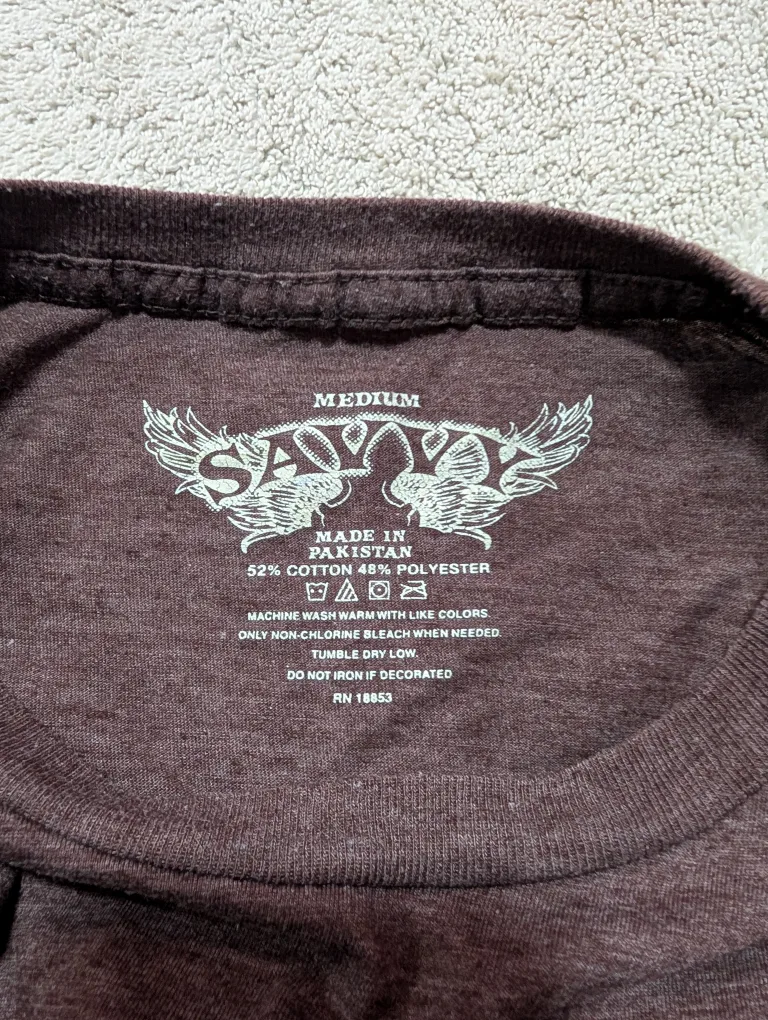 MEDIUM
SAVVY
MADE IN
PAKISTAN
52% COTTON 48% POLYESTER
MACHINE WASH WARM WITH LIKE COLORS.
ONLY NON-CHLORINE BLEACH WHEN NEEDED.
TUMBLE DRY LOW.
DO NOT IRON IF DECORATED
RN 18853